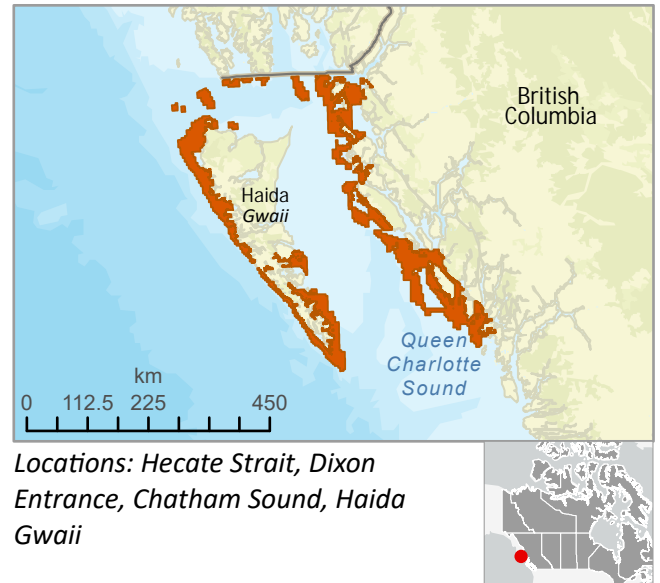 British
Columbia
Haida
Gwaii
Queen
Charlotte
Sound
km
0 112.5 225 450
Locations: Hecate Strait, Dixon
Entrance, Chatham Sound, Haida
Gwaii